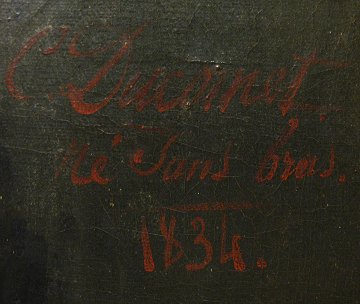 C. Ducornet,
né sans bras.
1834.